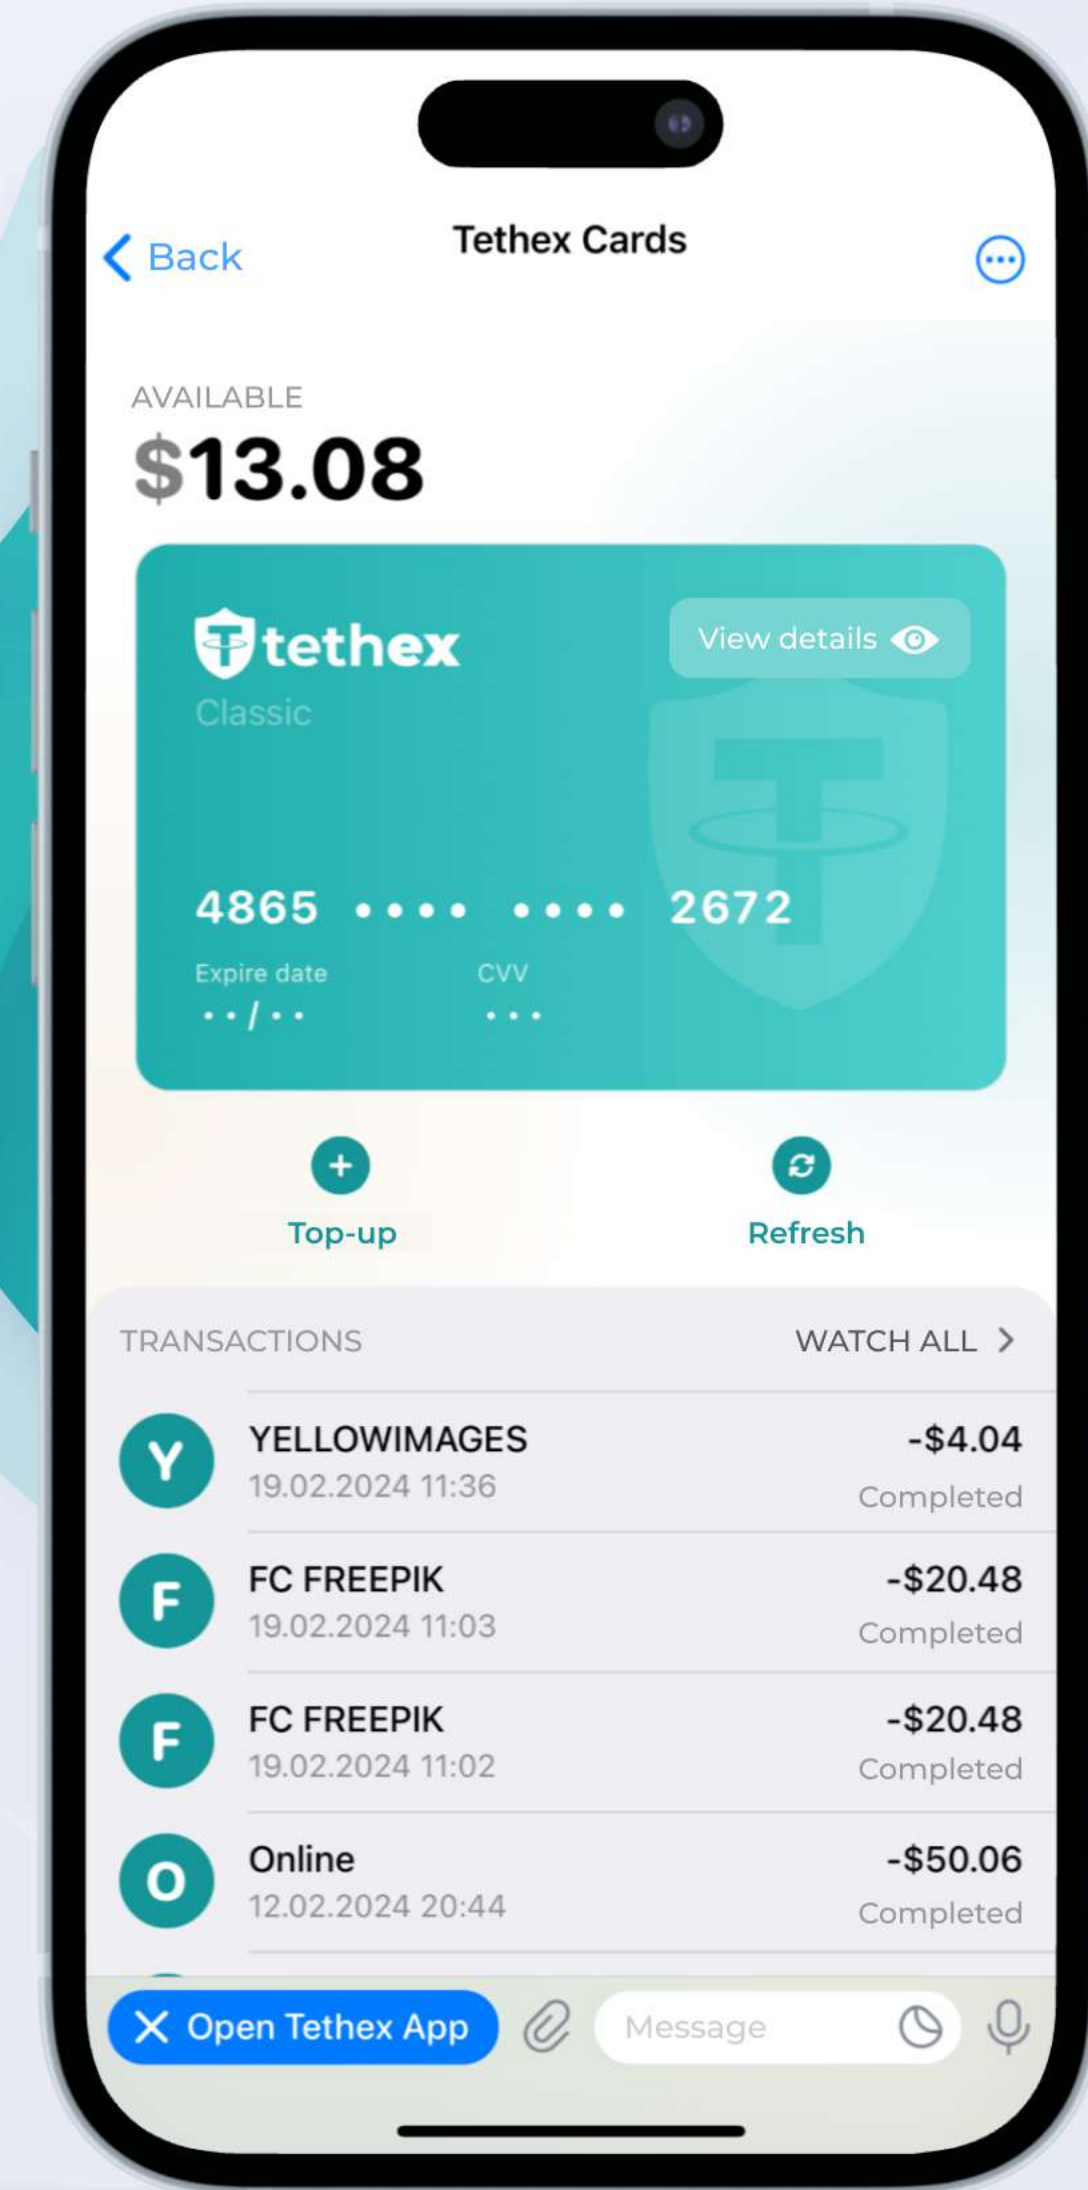 Back
Tethex Cards
AVAILABLE
$13.08
tethex
View details
Classic
4865 •••• •••• 2672
Expire date CVV
••/•• •••
Top-up
Refresh
TRANSACTIONS
WATCH ALL >
Y
YELLOWIMAGES
-$4.04
19.02.2024 11:36
Completed
F
FC FREEPIK
-$20.48
19.02.2024 11:03
Completed
F
FC FREEPIK
-$20.48
19.02.2024 11:02
Completed
O
Online
-$50.06
12.02.2024 20:44
Completed
Open Tethex App
Message